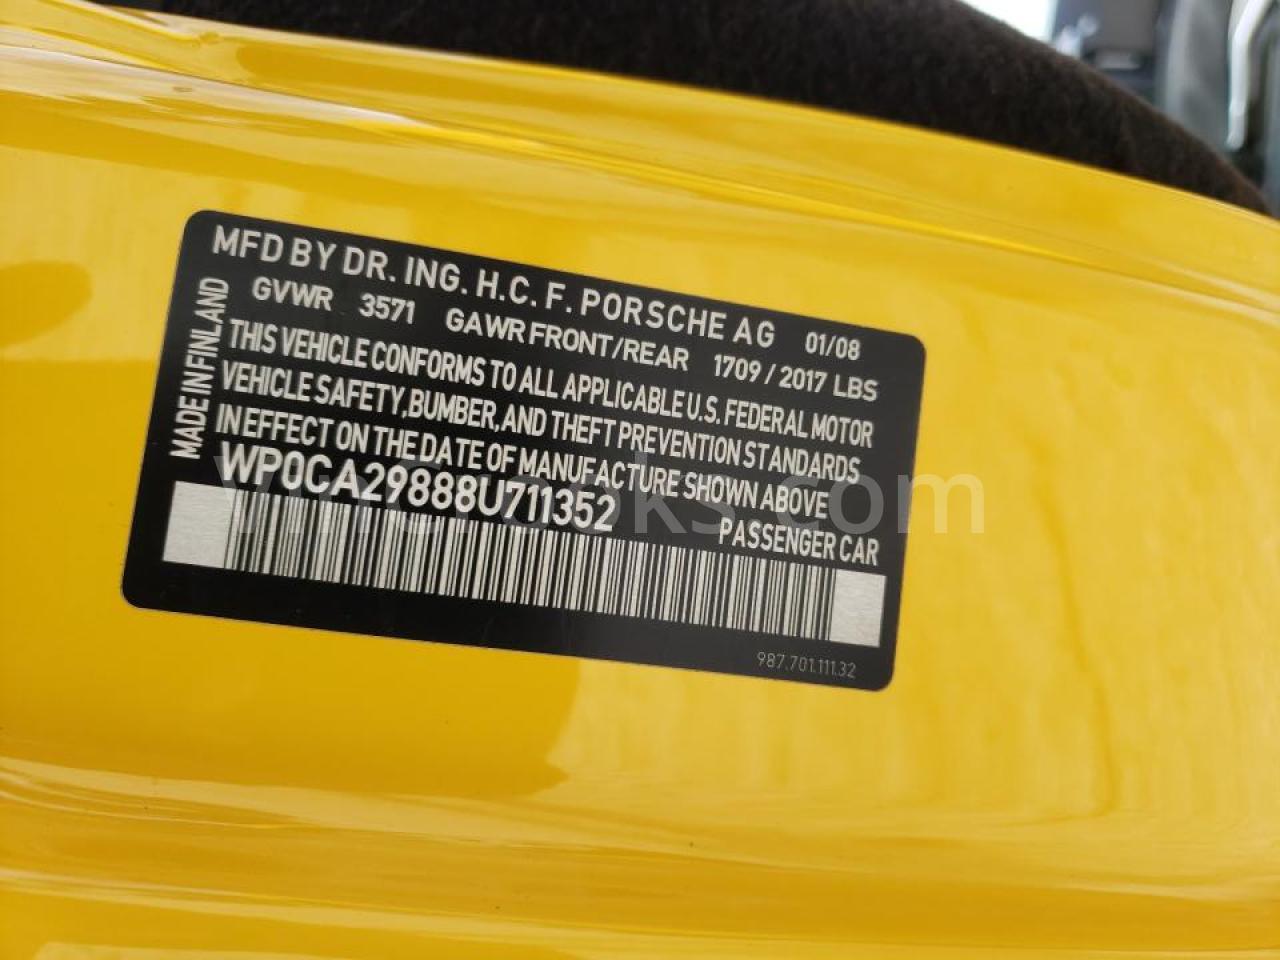 MFD BY DR. ING. H.C. F. PORSCHE AG 01/08
GVWR 3571 GAWR FRONT/REAR 1709 / 2017 LBS
THIS VEHICLE CONFORMS TO ALL APPLICABLE U.S. FEDERAL MOTOR
VEHICLE SAFETY,BUMBER,AND THEFT PREVENTION STANDARDS
IN EFFECT ON THE DATE OF MANUFACTURE SHOWN ABOVE
WP0CA29888U711352
PASSENGER CAR
MADE IN FINLAND
987.701.111.32